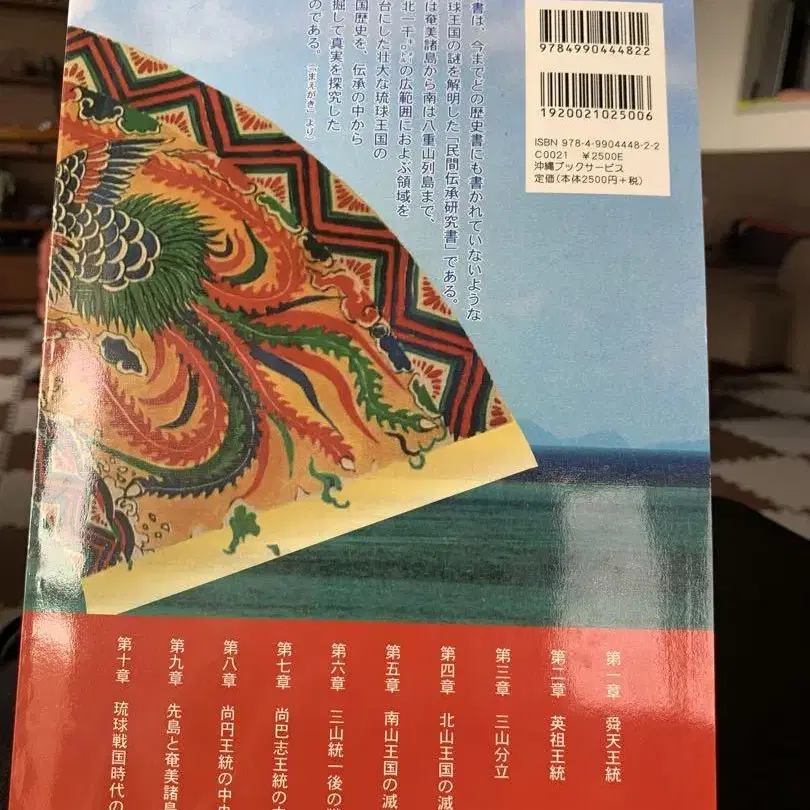 書は、今までどの歴史書にも書かれていないような
球王国の謎を解明した「民間伝承研究書」である。
は奄美諸島から南は八重山列島まで、
北一千㌔㍍の広範囲におよぶ領域を
台にした壮大な琉球王国の
国歴史を、伝承の中から
掘して真実を探究した
のである。(「まえがき」より)
9784990444822
1920021025006
ISBN 978-4-9904448-2-2
C0021 ¥2500E
沖縄ブックサービス
定価(本体2500円+税)
第一章 舜天王統
第二章 英祖王統
第三章 三山分立
第四章 北山王国の滅
第五章 南山王国の滅
第六章 三山統一後の
第七章 尚巴志王統の
第八章 尚円王統の中
第九章 先島と奄美諸島
第十章 琉球戦国時代の